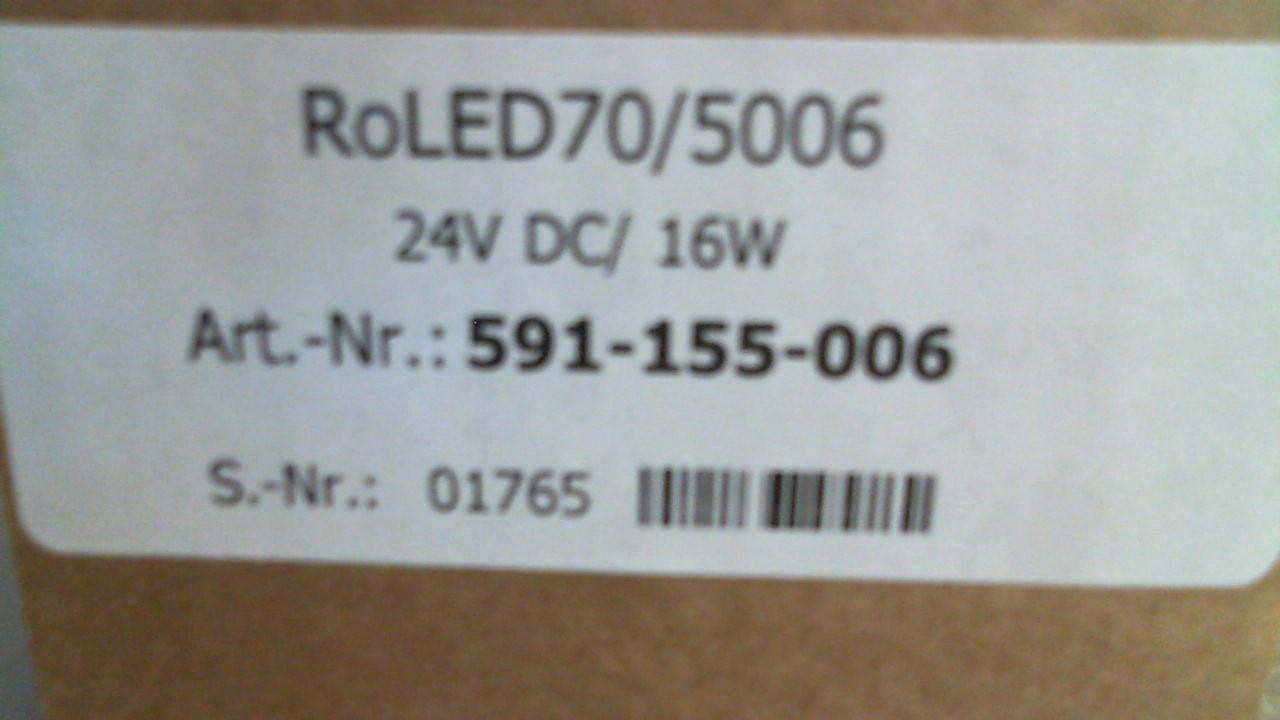 RoLED70/5006
24V DC/ 16W
Art.-Nr.: 591-155-006
S.-Nr.: 01765